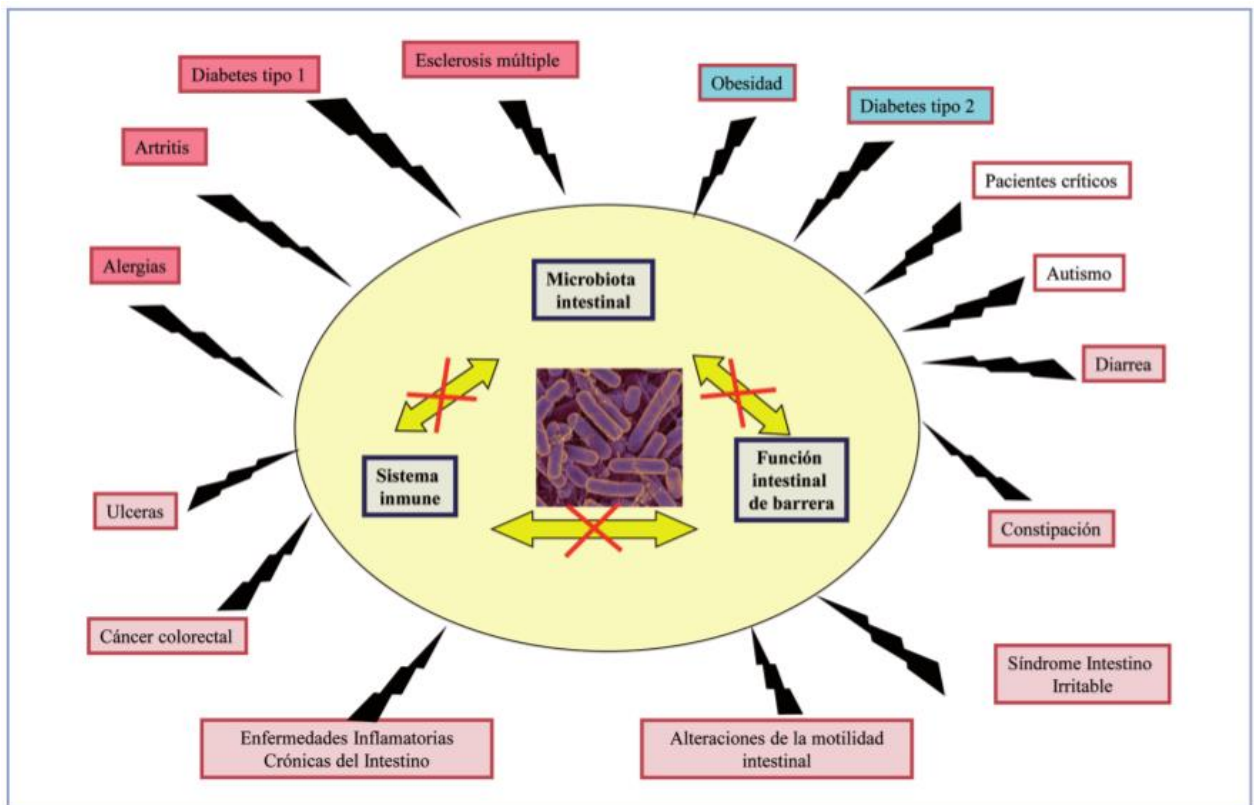 Esclerosis múltiple
Diabetes tipo 1
Obesidad
Diabetes tipo 2
Artritis
Pacientes críticos
Alergias
Autismo
Microbiota
intestinal
Diarrea
Sistema
inmune
Función
intestinal
de barrera
Ulceras
Constipación
Cáncer colorectal
Síndrome Intestino
Irritable
Enfermedades Inflamatorias
Crónicas del Intestino
Alteraciones de la motilidad
intestinal